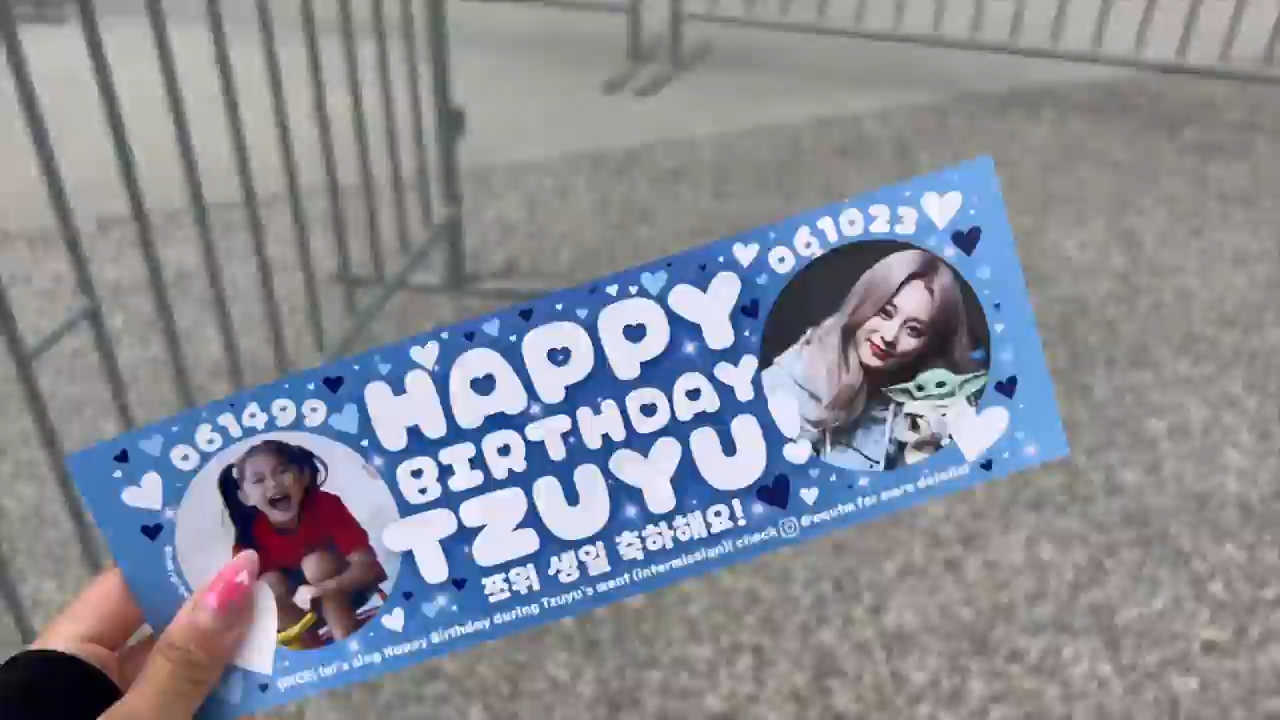 061499
061023
HAPPY
BIRTHDAY
TZUYU!
쯔위 생일 축하해요!
let's sing Happy Birthday during Tzuyu's ment (intermission)! check for more details!